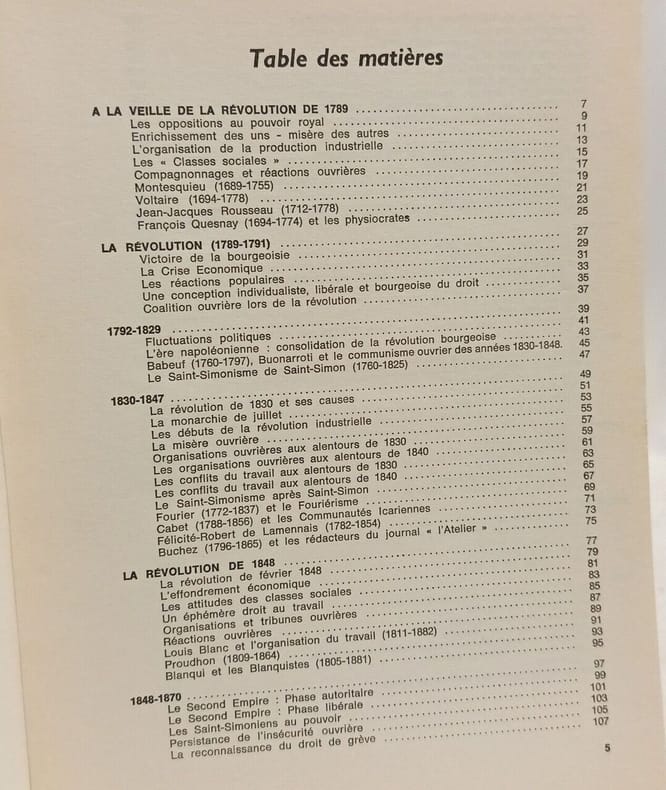 Table des matières
A LA VEILLE DE LA RÉVOLUTION DE 1789 ........ 7
Les oppositions au pouvoir royal ........ 9
Enrichissement des uns - misère des autres ........ 11
L'organisation de la production industrielle ........ 13
Les « Classes sociales » ........ 15
Compagnonnages et réactions ouvrières ........ 17
Montesquieu (1689-1755) ........ 19
Voltaire (1694-1778) ........ 21
Jean-Jacques Rousseau (1712-1778) ........ 23
François Quesnay (1694-1774) et les physiocrates ........ 25
LA RÉVOLUTION (1789-1791) ........ 27
Victoire de la bourgeoisie ........ 29
La Crise Economique ........ 31
Les réactions populaires ........ 33
Une conception individualiste, libérale et bourgeoise du droit ........ 35
Coalition ouvrière lors de la révolution ........ 37
1792-1829 ........ 39
Fluctuations politiques ........ 41
L'ère napoléonienne : consolidation de la révolution bourgeoise ........ 43
Babeuf (1760-1797), Buonarroti et le communisme ouvrier des années 1830-1848. 45
Le Saint-Simonisme de Saint-Simon (1760-1825) ........ 47
1830-1847 ........ 49
La révolution de 1830 et ses causes ........ 51
La monarchie de juillet ........ 53
Les débuts de la révolution industrielle ........ 55
La misère ouvrière ........ 57
Organisations ouvrières aux alentours de 1830 ........ 59
Les organisations ouvrières aux alentours de 1840 ........ 61
Les conflits du travail aux alentours de 1830 ........ 63
Les conflits du travail aux alentours de 1840 ........ 65
Le Saint-Simonisme après Saint-Simon ........ 67
Fourier (1772-1837) et le Fouriérisme ........ 69
Cabet (1788-1856) et les Communautés Icariennes ........ 71
Félicité-Robert de Lamennais (1782-1854) ........ 73
Buchez (1796-1865) et les rédacteurs du journal « l'Atelier » ........ 75
LA RÉVOLUTION DE 1848 ........ 77
La révolution de février 1848 ........ 79
L'effondrement économique ........ 81
Les attitudes des classes sociales ........ 83
Un éphémère droit au travail ........ 85
Organisations et tribunes ouvrières ........ 87
Réactions ouvrières ........ 89
Louis Blanc et l'organisation du travail (1811-1882) ........ 91
Proudhon (1809-1864) ........ 93
Blanqui et les Blanquistes (1805-1881) ........ 95
1848-1870 ........ 97
Le Second Empire : Phase autoritaire ........ 99
Le Second Empire : Phase libérale ........ 101
Les Saint-Simoniens au pouvoir ........ 103
Persistance de l'insécurité ouvrière ........ 105
La reconnaissance du droit de grève ........ 107
5